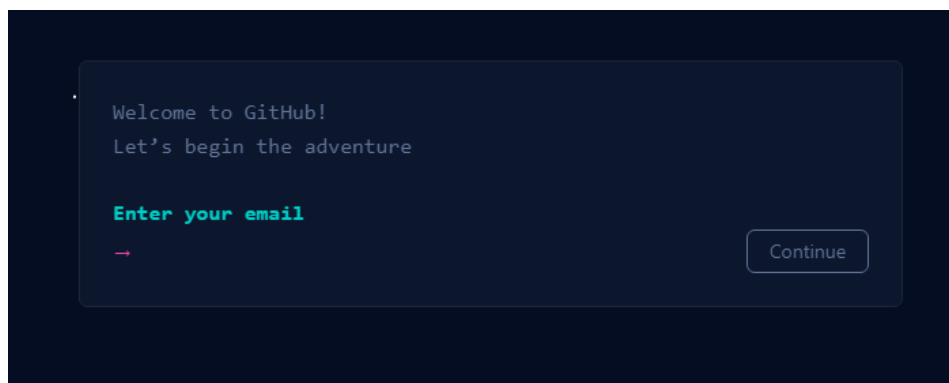 Welcome to GitHub!
Let’s begin the adventure
Enter your email
→
Continue